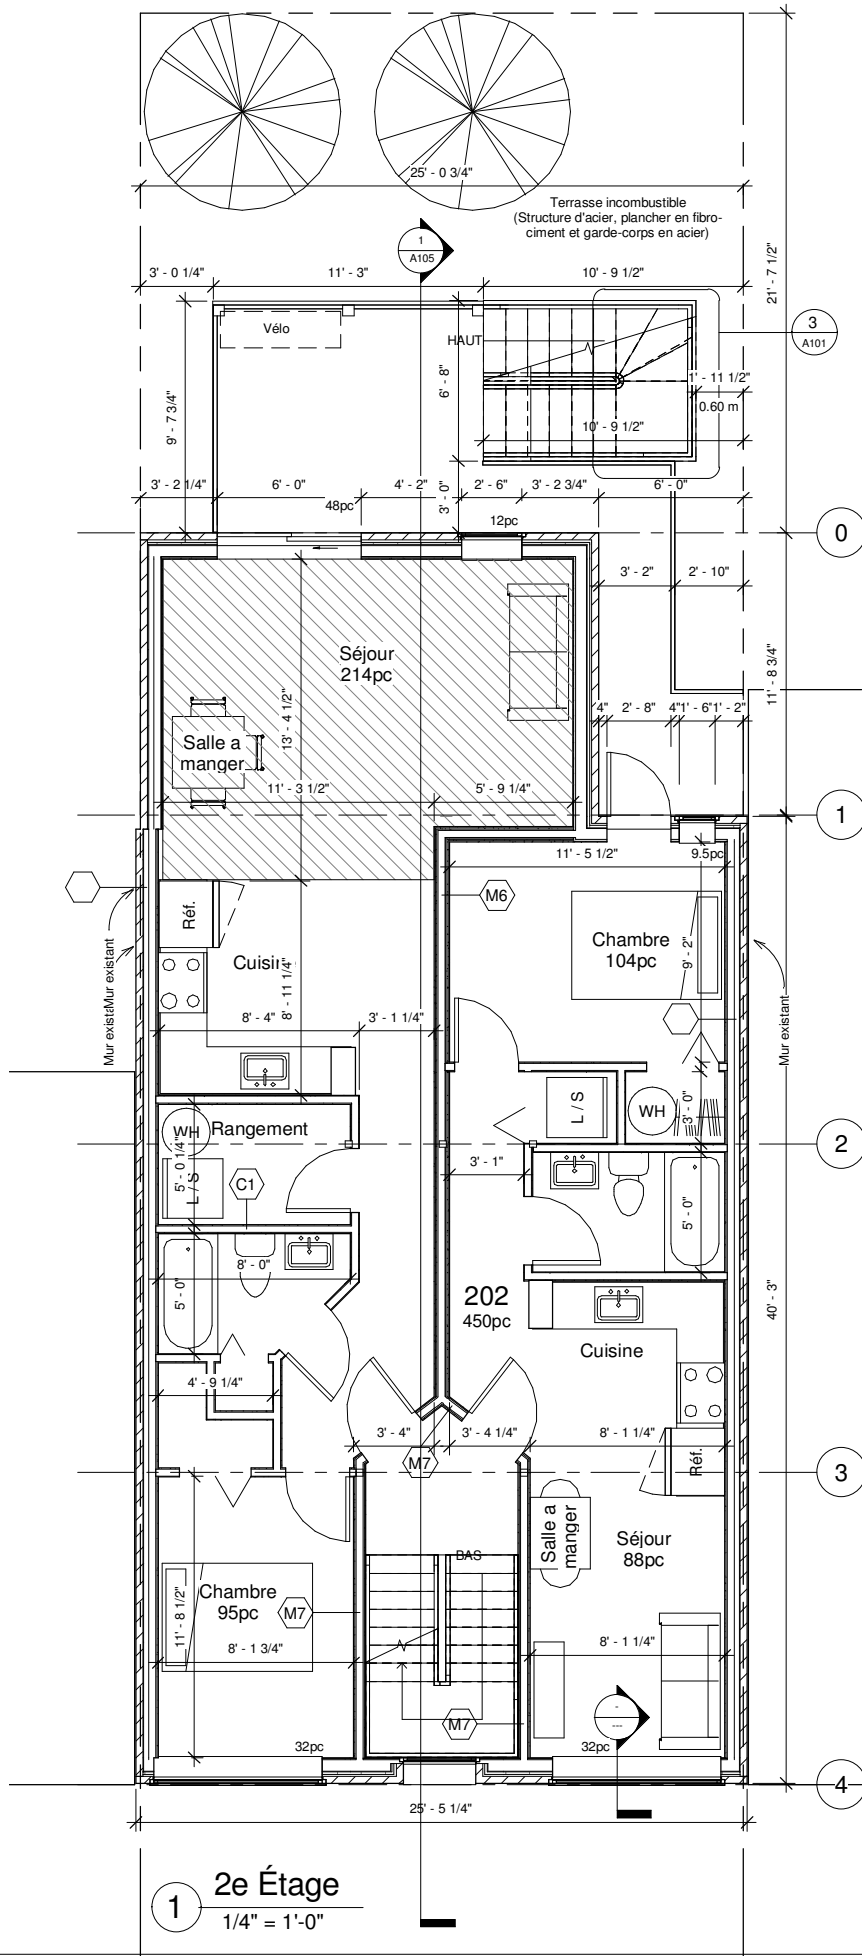 25' - 0 3/4"
Terrasse incombustible
(Structure d'acier, plancher en fibro-
ciment et garde-corps en acier)
21' - 7 1/2"
1
A105
3' - 0 1/4"
11' - 3"
10' - 9 1/2"
Vélo
HAUT
3
A101
9' - 7 3/4"
6' - 8"
1' - 11 1/2"
0.60 m
10' - 9 1/2"
3' - 2 1/4"
6' - 0"
4' - 2"
3' - 0"
2' - 6"
3' - 2 3/4"
6' - 0"
48pc
12pc
0
3' - 2"
2' - 10"
Séjour
214pc
11' - 8 3/4"
13' - 4 1/2"
4"
2' - 8"
4"
1' - 6"
1' - 2"
Salle a
manger
11' - 3 1/2"
5' - 9 1/4"
1
11' - 5 1/2"
9.5pc
Réf.
M6
Chambre
104pc
9' - 2"
Mur existant
Mur existant
Cuisin
8' - 11 1/4"
8' - 4"
3' - 1 1/4"
L / S
WH
3' - 0"
WH
Rangement
5' - 0 1/4"
L / S
2
3' - 1"
C1
5' - 0"
8' - 0"
5' - 0"
202
450pc
40' - 3"
Cuisine
4' - 9 1/4"
3' - 4"
3' - 4 1/4"
8' - 1 1/4"
M7
Réf.
3
Salle a
manger
Séjour
88pc
BAS
Chambre
95pc
M7
11' - 8 1/2"
8' - 1 3/4"
8' - 1 1/4"
M7
-
---
32pc
32pc
4
25' - 5 1/4"
1
2e Étage
1/4" = 1'-0"